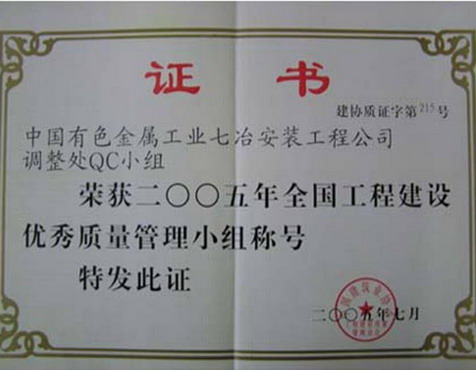 证书
建协质证字第215号
中国有色金属工业七冶安装工程公司
调整处QC小组
荣获二〇〇五年全国工程建设
优秀质量管理小组称号
特发此证
二〇〇五年七月